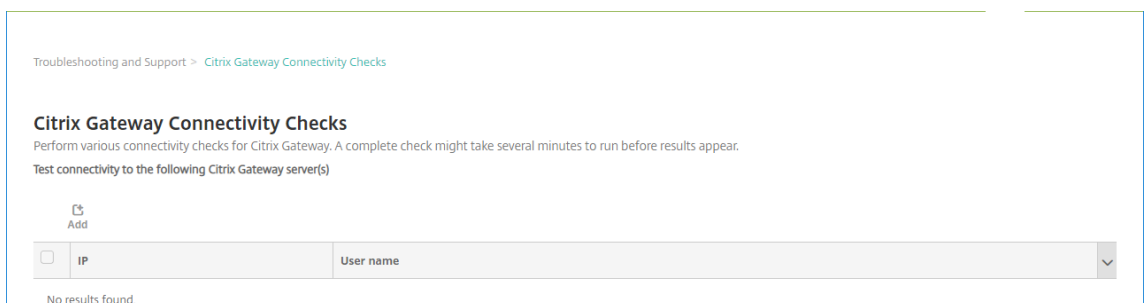 Troubleshooting and Support > Citrix Gateway Connectivity Checks
Citrix Gateway Connectivity Checks
Perform various connectivity checks for Citrix Gateway. A complete check might take several minutes to run before results appear.
Test connectivity to the following Citrix Gateway server(s)
Add
IP User name
No results found.